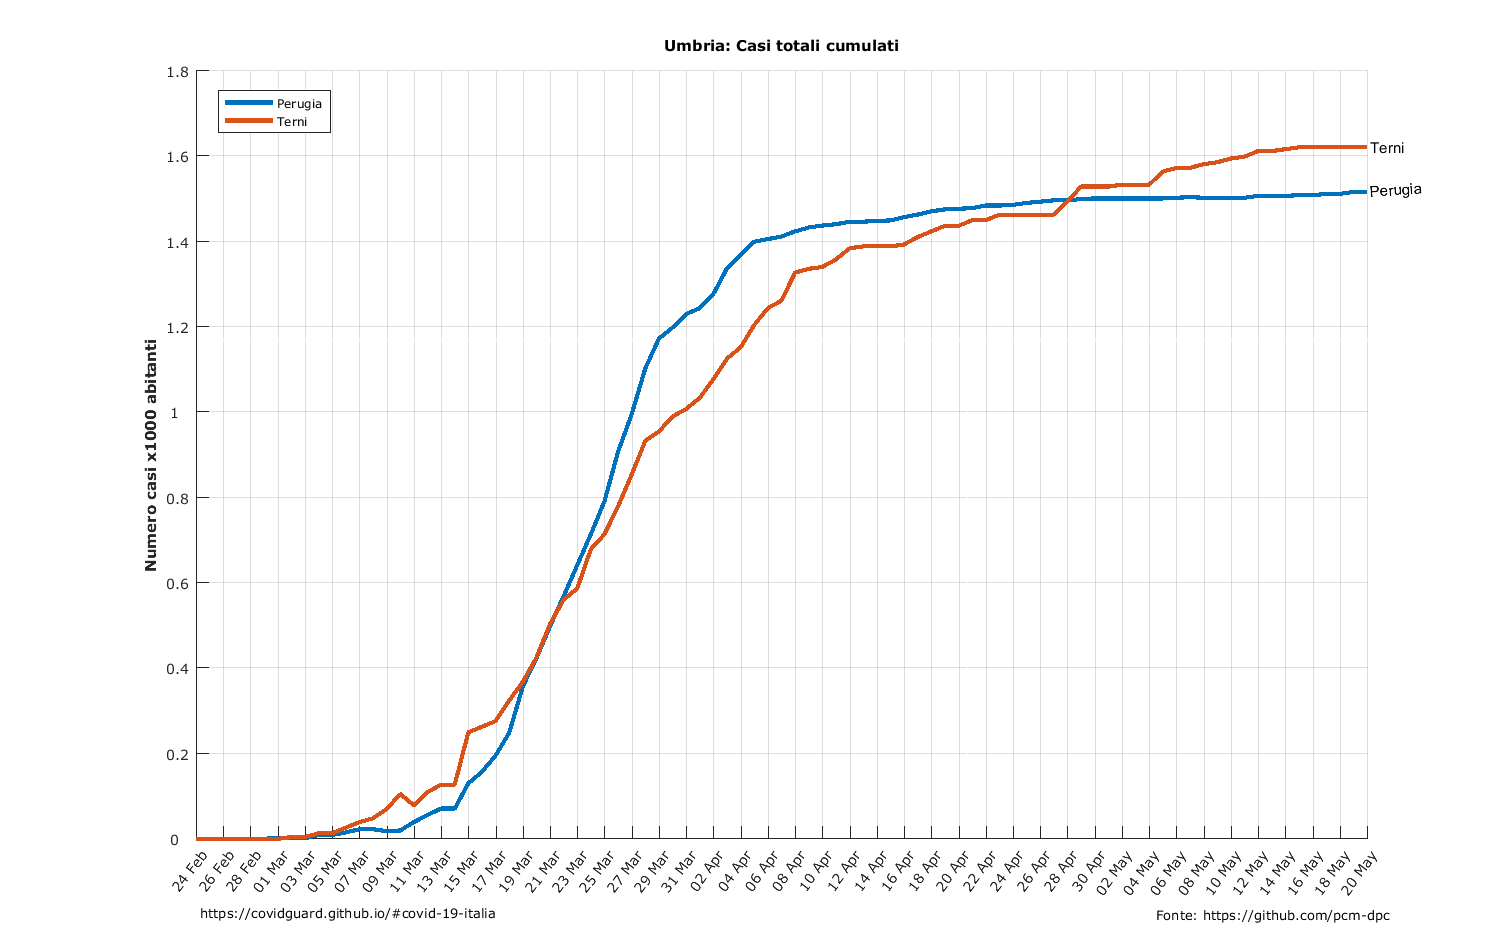 Umbria: Casi totali cumulati
Numero casi x1000 abitanti
1.8
1.6
1.4
1.2
1
0.8
0.6
0.4
0.2
0
Perugia
Terni
Terni
Perugia
24 Feb
26 Feb
28 Feb
01 Mar
03 Mar
05 Mar
07 Mar
09 Mar
11 Mar
13 Mar
15 Mar
17 Mar
19 Mar
21 Mar
23 Mar
25 Mar
27 Mar
29 Mar
31 Mar
02 Apr
04 Apr
06 Apr
08 Apr
10 Apr
12 Apr
14 Apr
16 Apr
18 Apr
20 Apr
22 Apr
24 Apr
26 Apr
28 Apr
30 Apr
02 May
04 May
06 May
08 May
10 May
12 May
14 May
16 May
18 May
20 May
https://covidguard.github.io/#covid-19-italia
Fonte: https://github.com/pcm-dpc